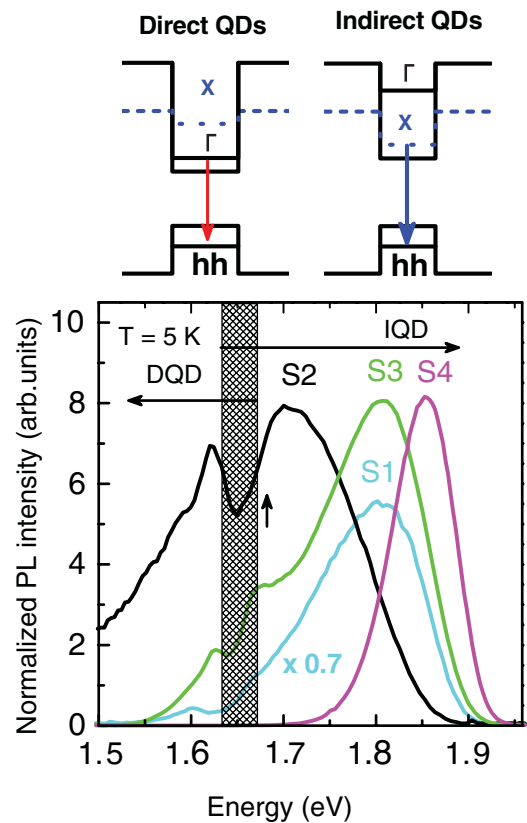 Direct QDs Indirect QDs
X Γ
Γ X
hh hh
Normalized PL intensity (arb.units)
10
8
6
4
2
0
T = 5 K IQD
DQD S2 S3 S4
S1
x 0.7
1.5 1.6 1.7 1.8 1.9
Energy (eV)